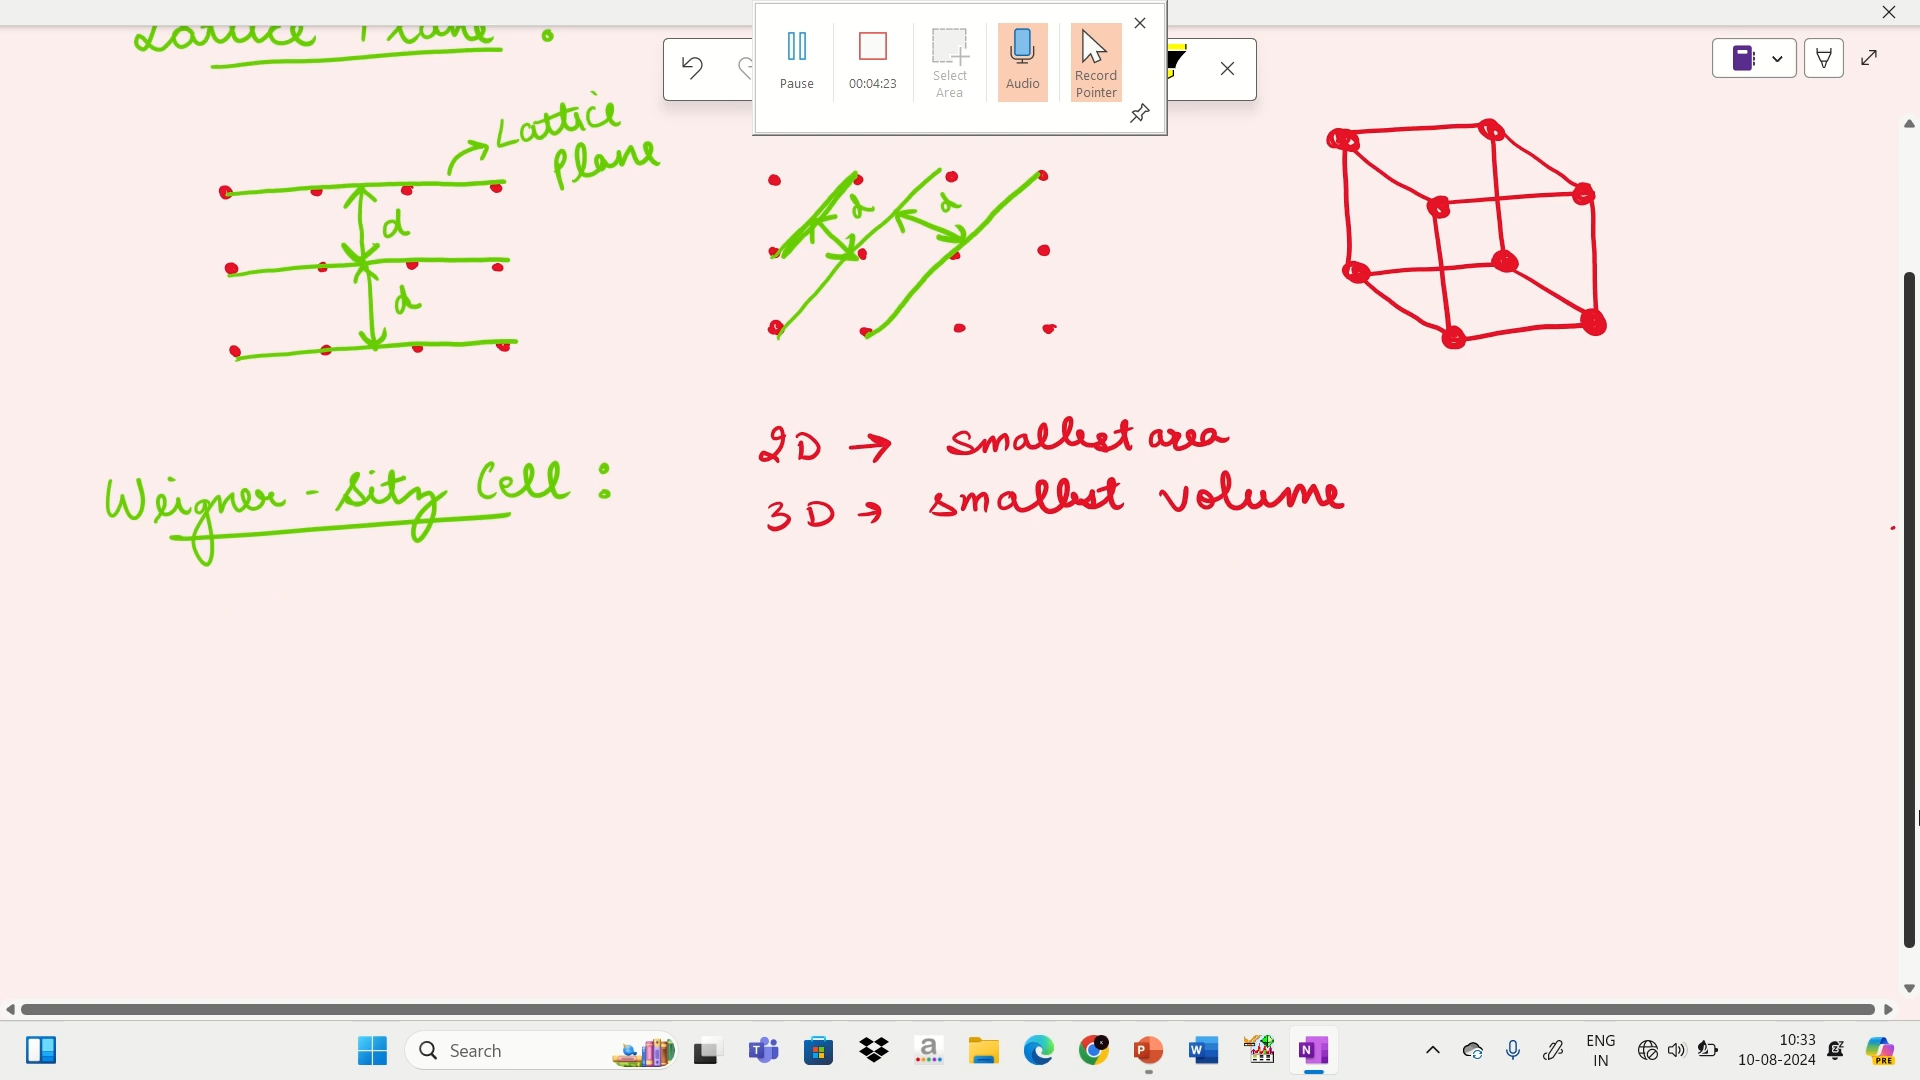 Lattice Plane :
Pause
00:04:23
Select
Area
Audio
Record
Pointer
Lattice
Plane
d
d
d
d
2D → smallest area
3D → smallest volume
Weigner - Sitz Cell :
Search
ENG
IN
10:33
10-08-2024